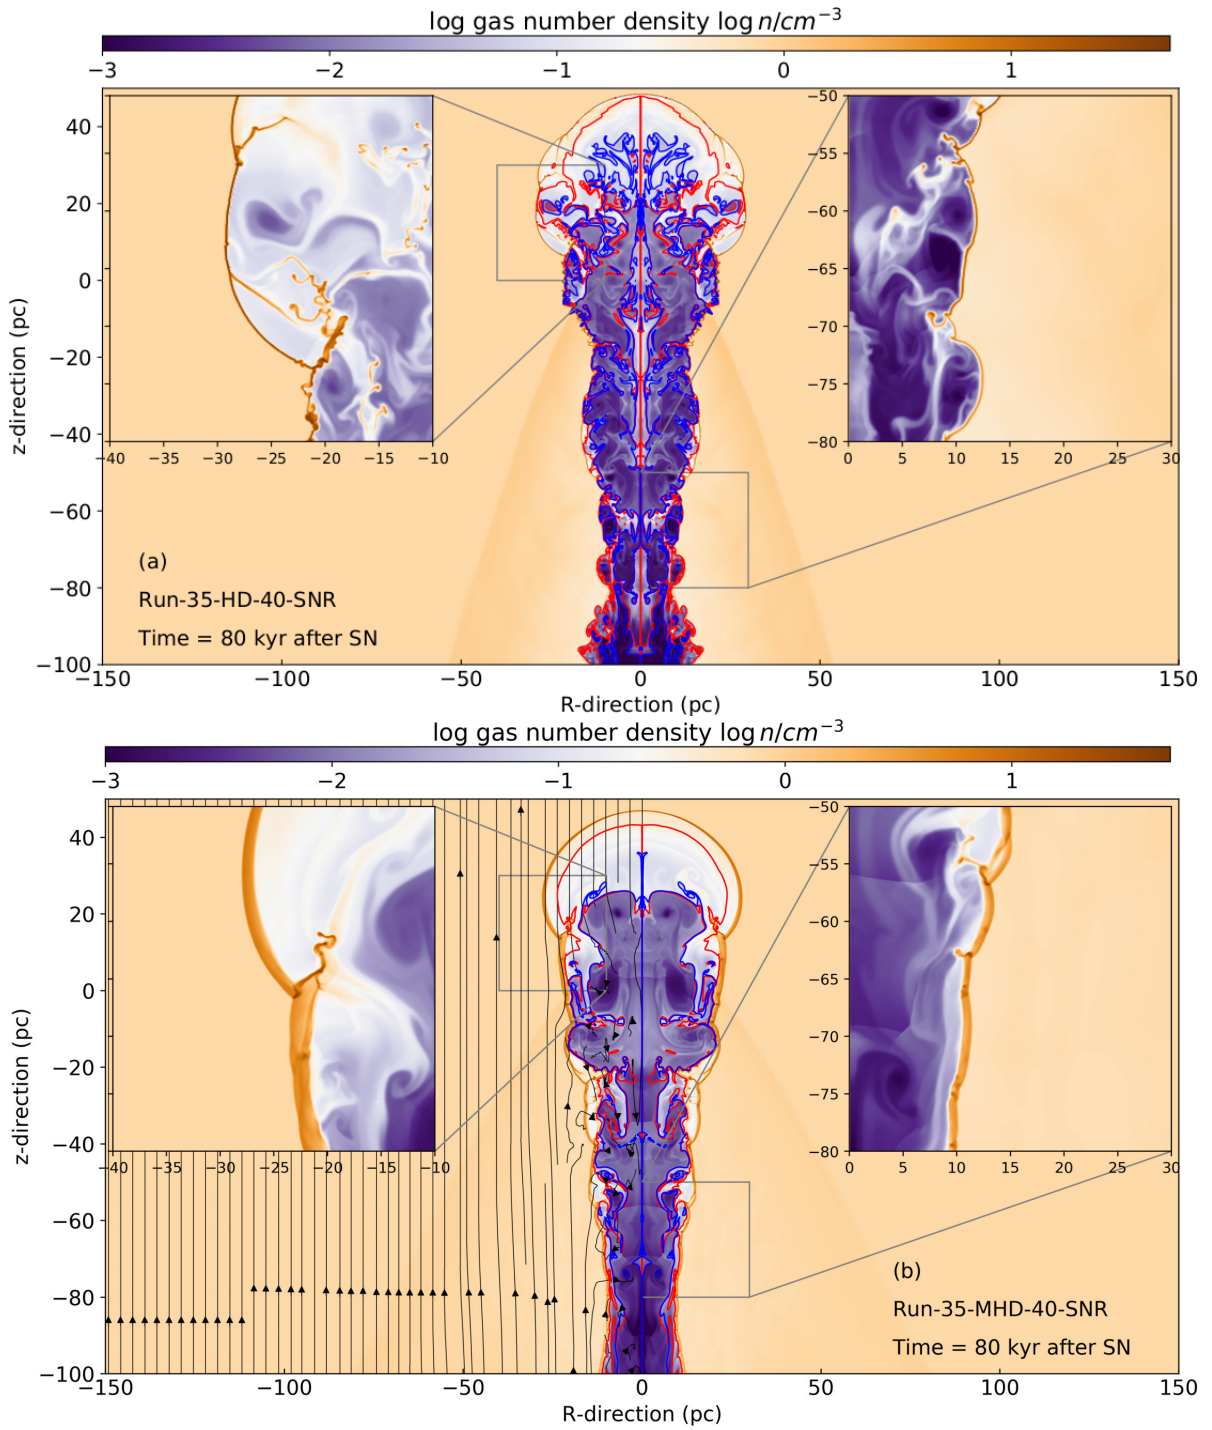 log gas number density log n/cm⁻³
−3 −2 −1 0 1
−50
40
−55
20
−60
0
−65
−20
−70
−75
−40
−80
−40 −35 −30 −25 −20 −15 −10
0 5 10 15 20 25 30
−60
−80
−100
z-direction (pc)
(a)
Run-35-HD-40-SNR
Time = 80 kyr after SN
−150 −100 −50 0 50 100 150
R-direction (pc)
log gas number density log n/cm⁻³
−3 −2 −1 0 1
−50
40
−55
20
−60
0
−65
−20
−70
−75
−40
−80
−40 −35 −30 −25 −20 −15 −10
0 5 10 15 20 25 30
−60
−80
−100
z-direction (pc)
(b)
Run-35-MHD-40-SNR
Time = 80 kyr after SN
−150 −100 −50 0 50 100 150
R-direction (pc)